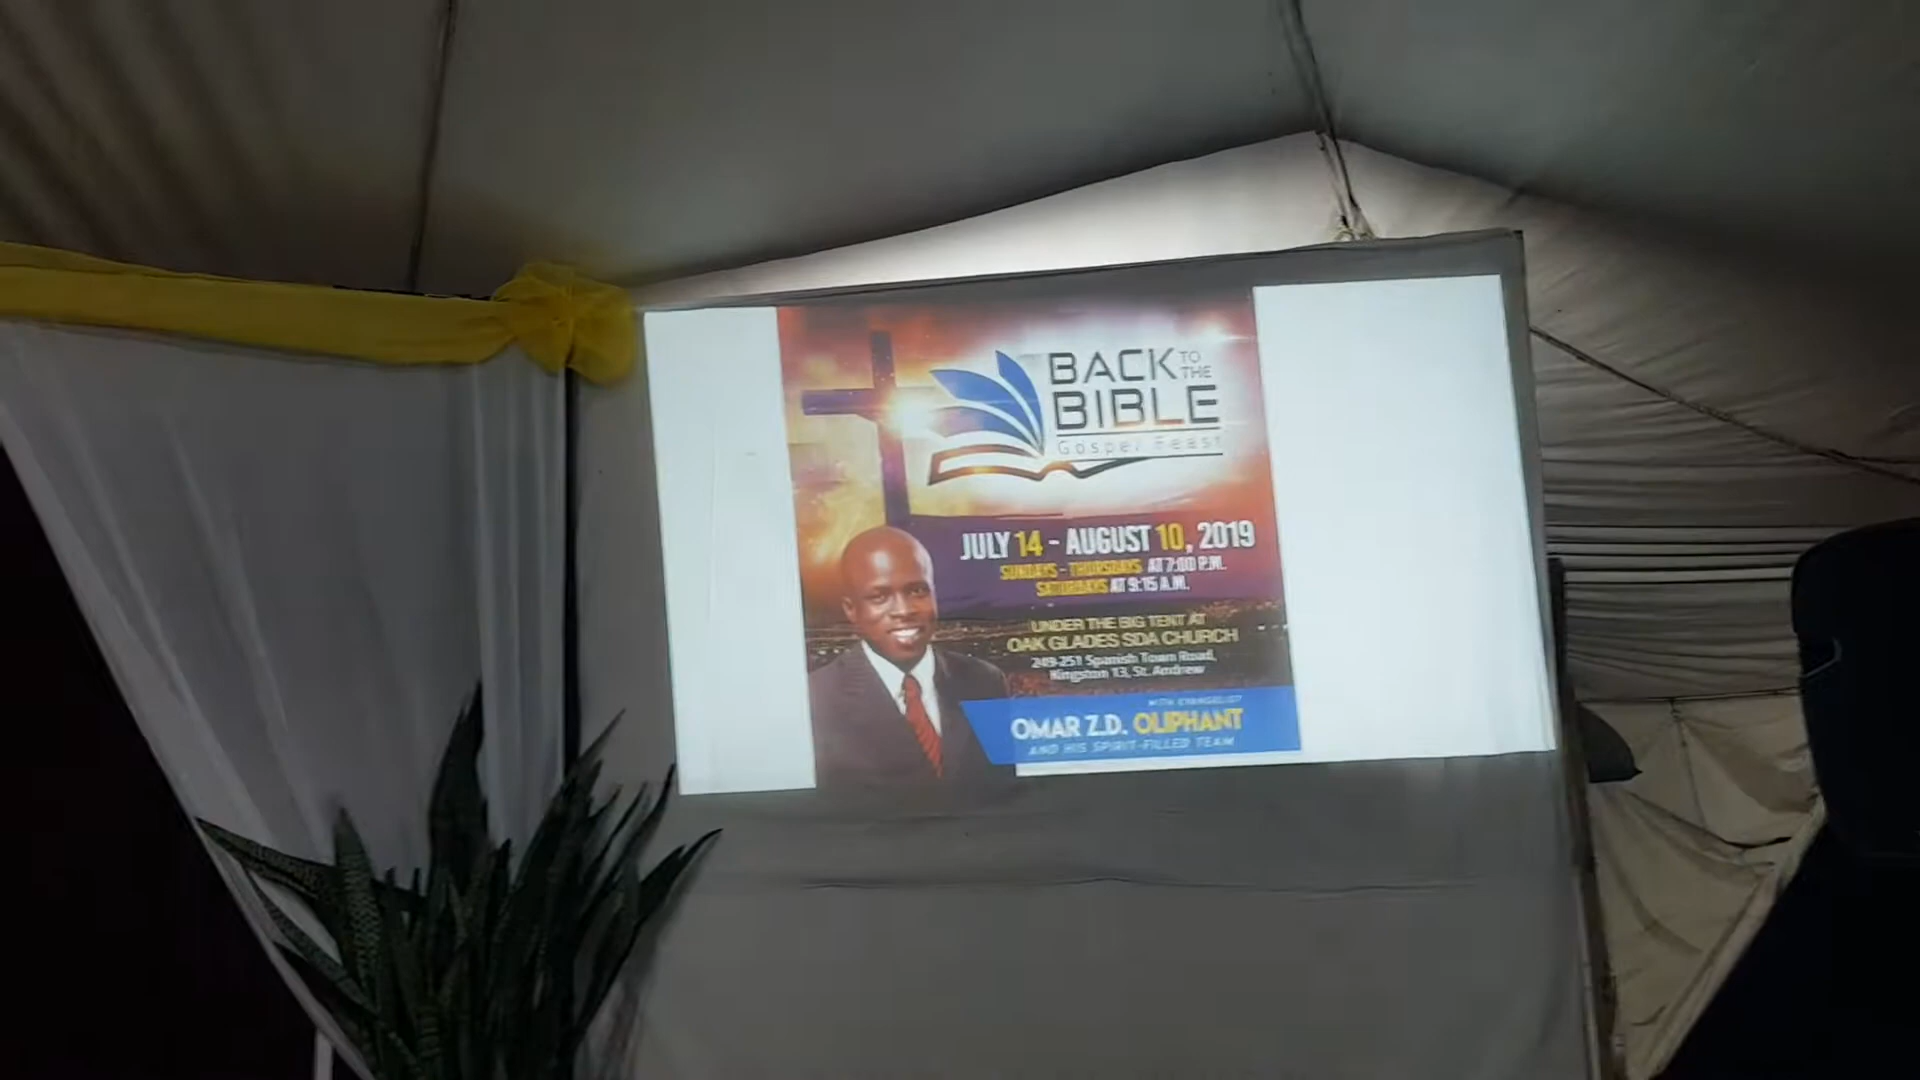 BACK TO THE
BIBLE
Gospel Feast
JULY 14 - AUGUST 10, 2019
SUNDAYS - THURSDAYS AT 7:00 P.M.
SATURDAYS AT 9:15 A.M.
UNDER THE BIG TENT AT
OAK GLADES SDA CHURCH
249-251 Spanish Town Road,
Kingston 13, St. Andrew
WITH EVANGELIST
OMAR Z.D. OLIPHANT
AND HIS SPIRIT-FILLED TEAM